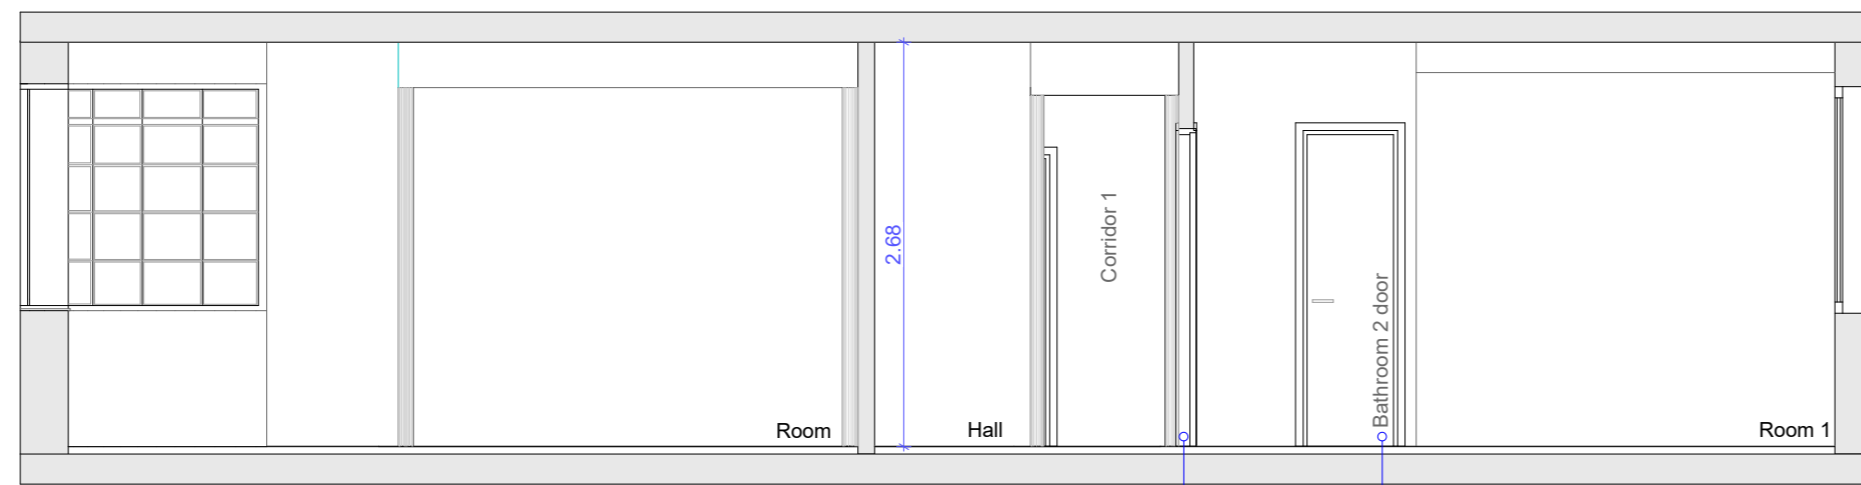 2.68
Corridor 1
Bathroom 2 door
Room
Hall
Room 1